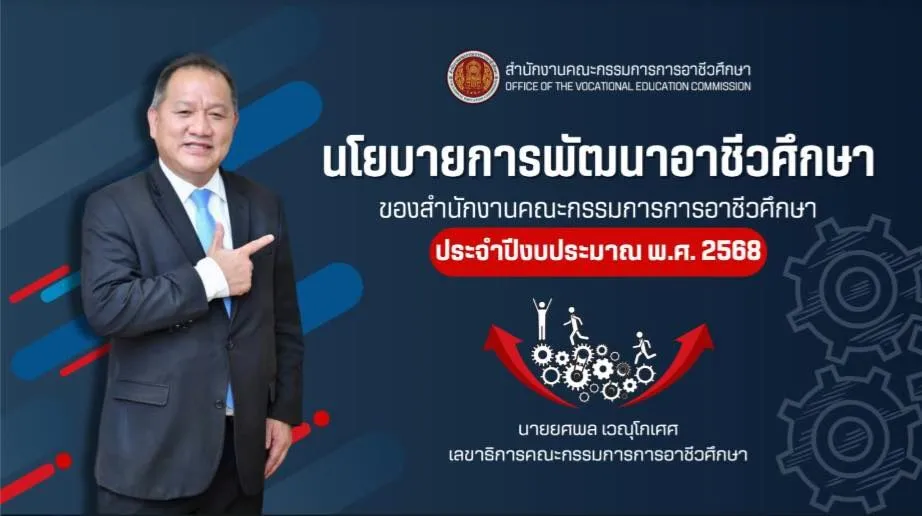 สำนักงานคณะกรรมการการอาชีวศึกษา
OFFICE OF THE VOCATIONAL EDUCATION COMMISSION
นโยบายการพัฒนาอาชีวศึกษา
ของสำนักงานคณะกรรมการการอาชีวศึกษา
ประจำปีงบประมาณ พ.ศ. 2568
นายยศพล เวณุโกเศศ
เลขาธิการคณะกรรมการการอาชีวศึกษา